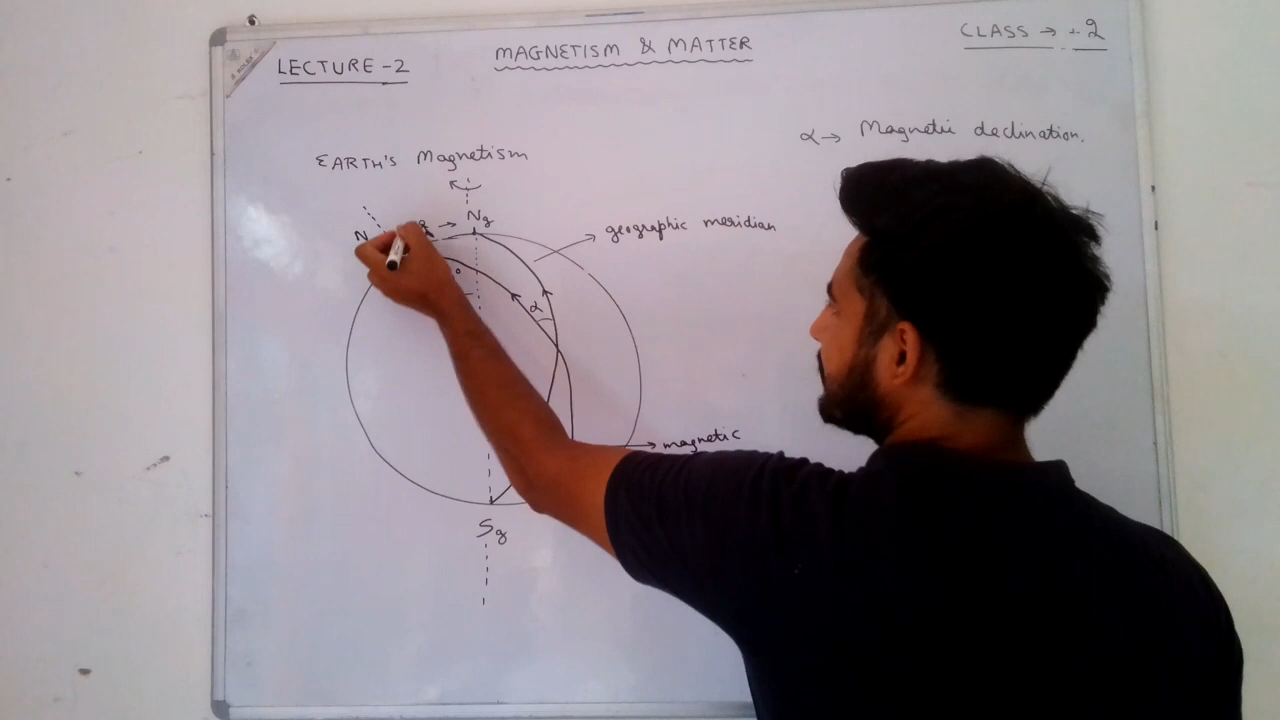 LECTURE -2
MAGNETISM & MATTER
CLASS → +2
α → Magnetic declination.
EARTH'S Magnetism
N
→ Ng
geographic meridian
α
magnetic
Sg